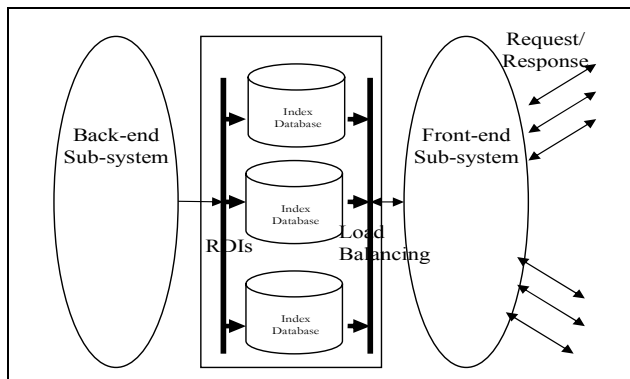 Request/
Response
Back-end
Sub-system
Index
Database
Front-end
Sub-system
Index
Database
RDIs
Load
Balancing
Index
Database